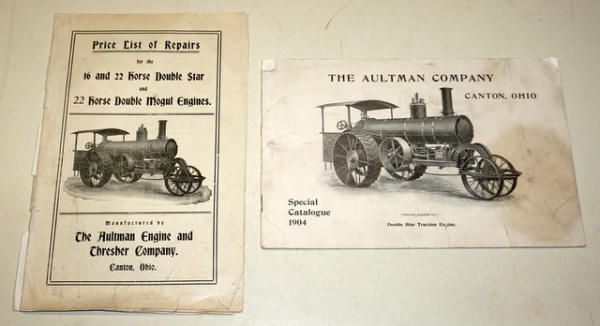 Price List of Repairs
for the
16 and 22 Horse Double Star
and
22 Horse Double Mogul Engines.
Manufactured by
The Aultman Engine and
Thresher Company.
Canton, Ohio.
THE AULTMAN COMPANY
CANTON, OHIO
Special
Catalogue
1904
Double Star Traction Engine.